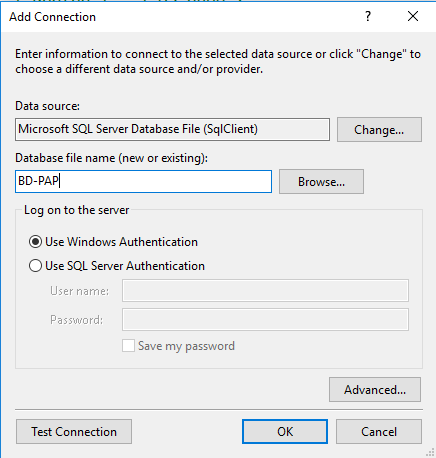 Add Connection
Enter information to connect to the selected data source or click "Change" to
choose a different data source and/or provider.
Data source:
Microsoft SQL Server Database File (SqlClient)
Change...
Database file name (new or existing):
BD-PAP
Browse...
Log on to the server
Use Windows Authentication
Use SQL Server Authentication
User name:
Password:
Save my password
Advanced...
Test Connection
OK
Cancel